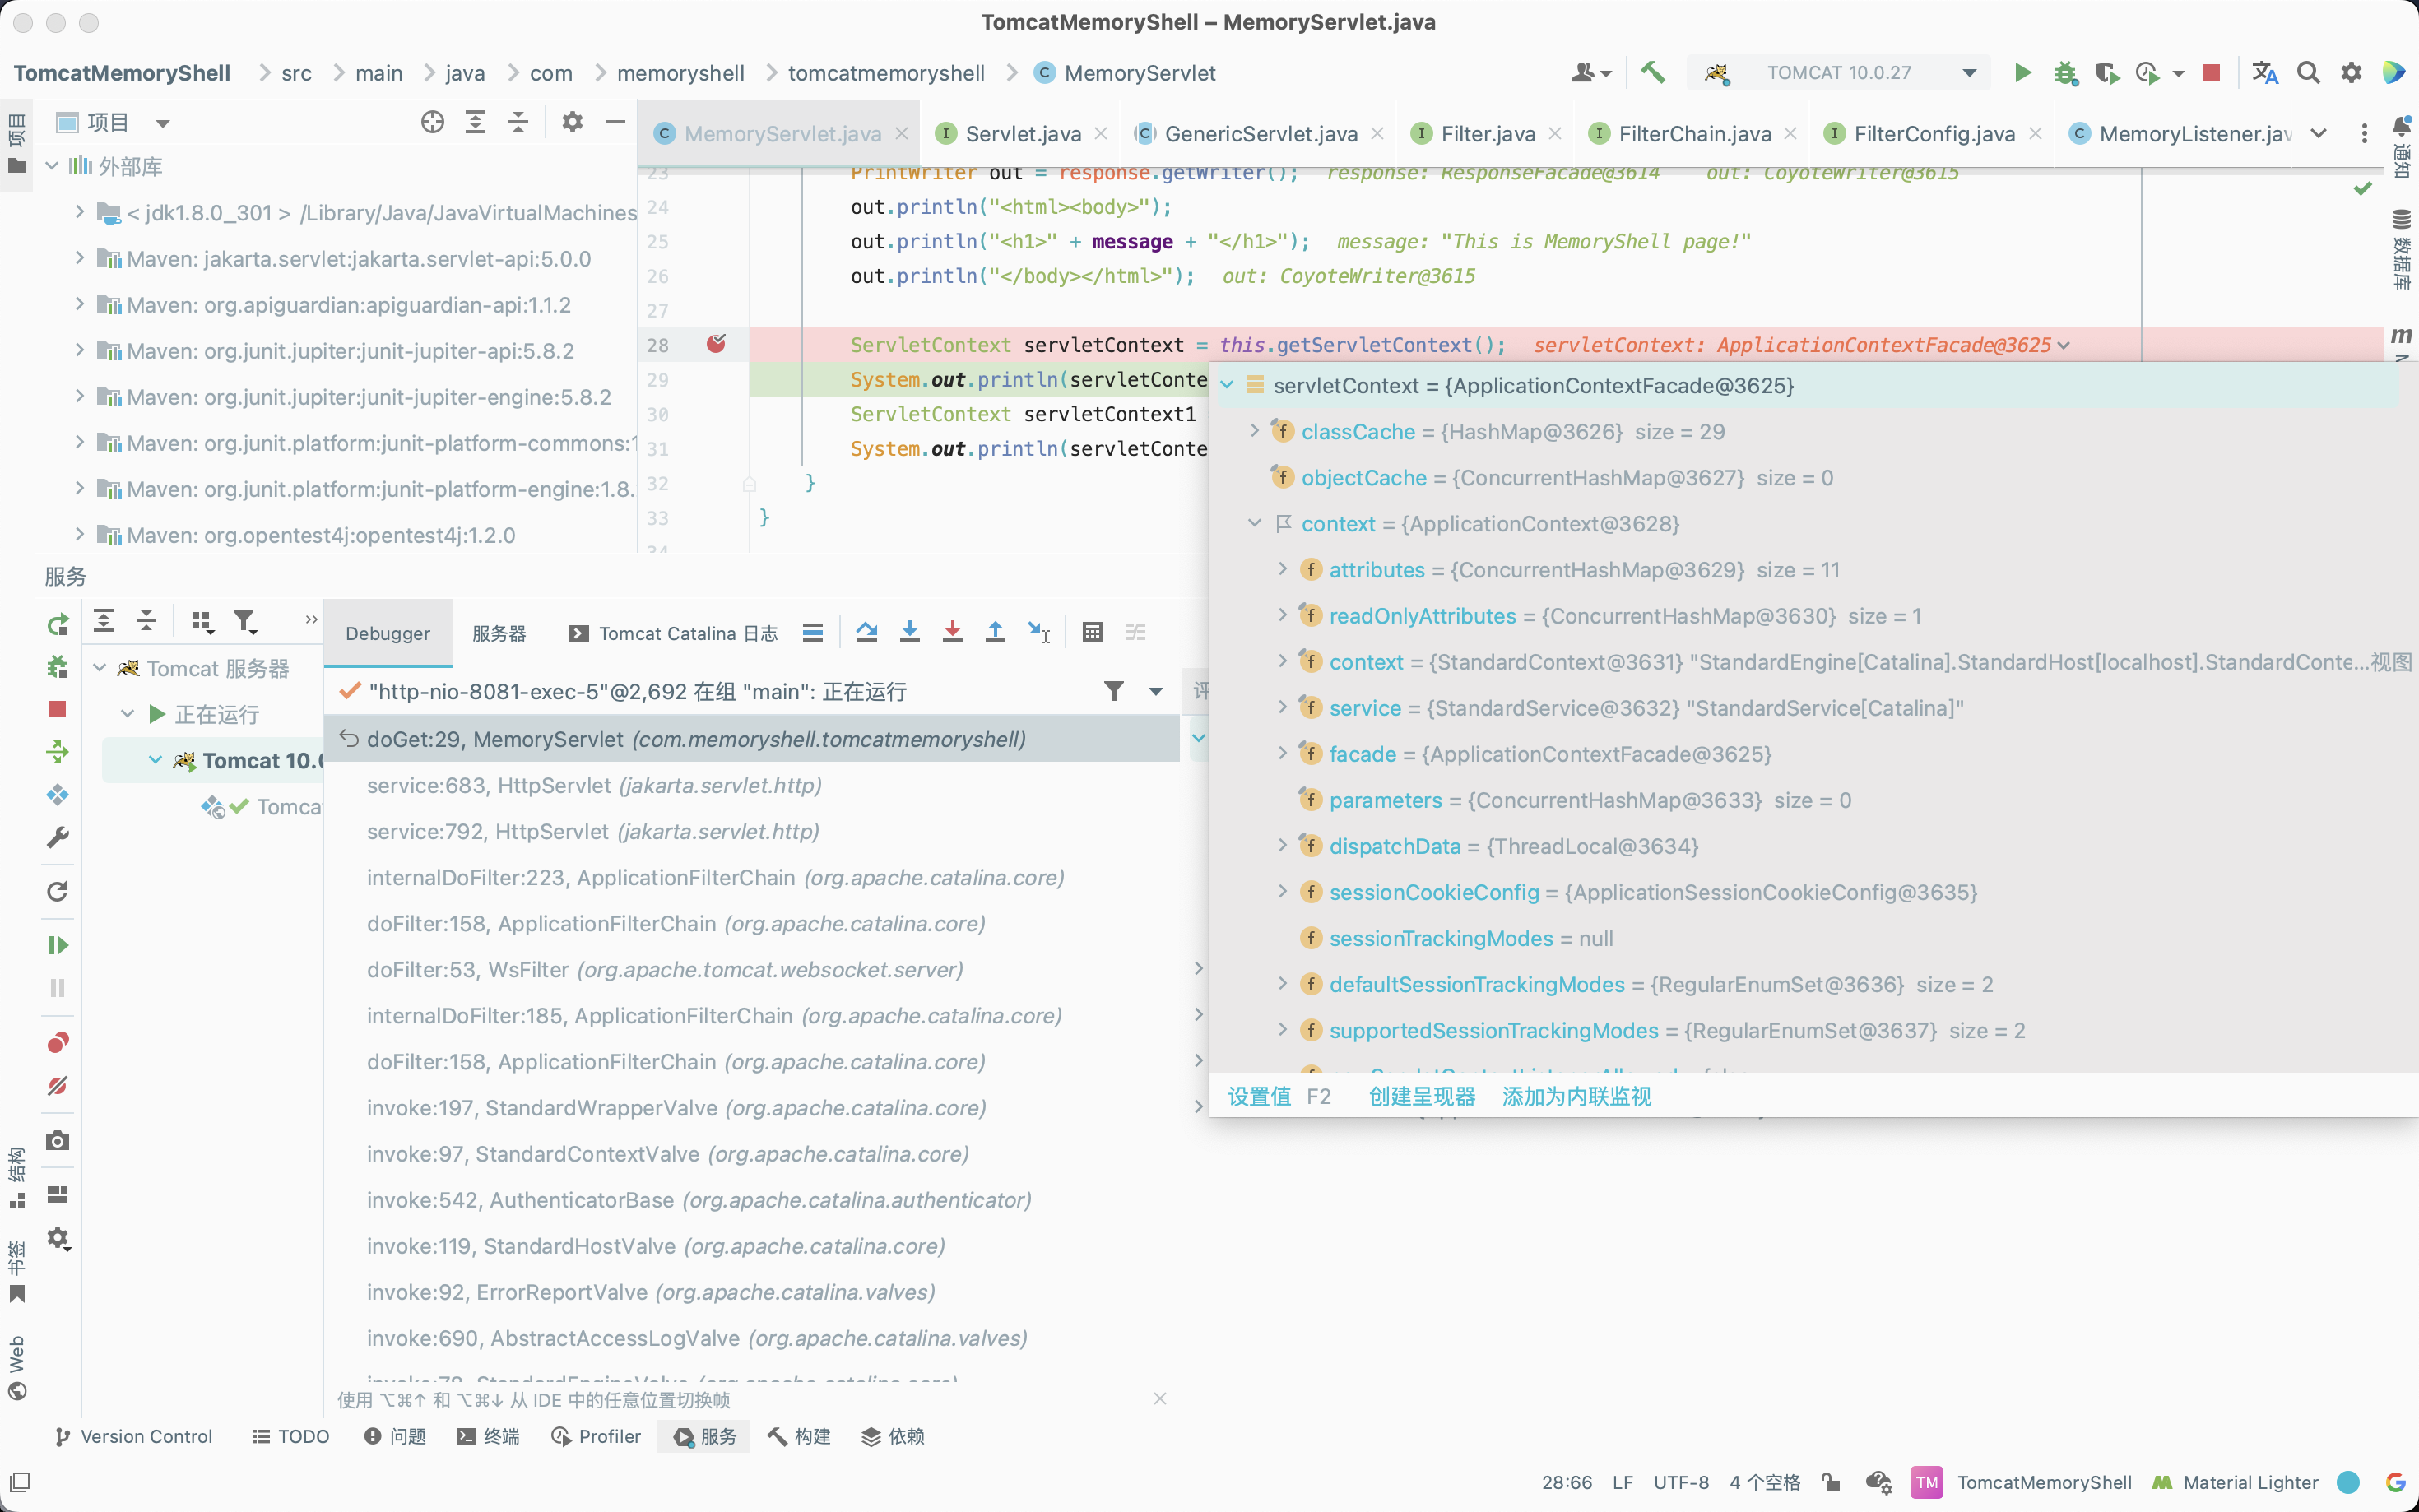 TomcatMemoryShell – MemoryServlet.java
TomcatMemoryShell src main java com memoryshell tomcatmemoryshell MemoryServlet
TOMCAT 10.0.27
项目
项目
MemoryServlet.java
Servlet.java
GenericServlet.java
Filter.java
FilterChain.java
FilterConfig.java
MemoryListener.jav
通知
数据库
外部库
< jdk1.8.0_301 > /Library/Java/JavaVirtualMachines
Maven: jakarta.servlet:jakarta.servlet-api:5.0.0
Maven: org.apiguardian:apiguardian-api:1.1.2
Maven: org.junit.jupiter:junit-jupiter-api:5.8.2
Maven: org.junit.jupiter:junit-jupiter-engine:5.8.2
Maven: org.junit.platform:junit-platform-commons:1
Maven: org.junit.platform:junit-platform-engine:1.8.
Maven: org.opentest4j:opentest4j:1.2.0
23 PrintWriter out = response.getWriter(); response: ResponseFacade@3614 out: CoyoteWriter@3615
24 out.println("<html><body>");
25 out.println("<h1>" + message + "</h1>"); message: "This is MemoryShell page!"
26 out.println("</body></html>"); out: CoyoteWriter@3615
27
28 ServletContext servletContext = this.getServletContext(); servletContext: ApplicationContextFacade@3625
29 System.out.println(servletConte
30 ServletContext servletContext1
31 System.out.println(servletConte
32 }
33 }
34
servletContext = {ApplicationContextFacade@3625}
classCache = {HashMap@3626} size = 29
objectCache = {ConcurrentHashMap@3627} size = 0
context = {ApplicationContext@3628}
attributes = {ConcurrentHashMap@3629} size = 11
readOnlyAttributes = {ConcurrentHashMap@3630} size = 1
context = {StandardContext@3631} "StandardEngine[Catalina].StandardHost[localhost].StandardConte...视图
service = {StandardService@3632} "StandardService[Catalina]"
facade = {ApplicationContextFacade@3625}
parameters = {ConcurrentHashMap@3633} size = 0
dispatchData = {ThreadLocal@3634}
sessionCookieConfig = {ApplicationSessionCookieConfig@3635}
sessionTrackingModes = null
defaultSessionTrackingModes = {RegularEnumSet@3636} size = 2
supportedSessionTrackingModes = {RegularEnumSet@3637} size = 2
设置值 F2 创建呈现器 添加为内联监视
服务
Debugger 服务器 Tomcat Catalina 日志
Tomcat 服务器
正在运行
Tomcat 10.
Tomca
"http-nio-8081-exec-5"@2,692 在组 "main": 正在运行
doGet:29, MemoryServlet (com.memoryshell.tomcatmemoryshell)
service:683, HttpServlet (jakarta.servlet.http)
service:792, HttpServlet (jakarta.servlet.http)
internalDoFilter:223, ApplicationFilterChain (org.apache.catalina.core)
doFilter:158, ApplicationFilterChain (org.apache.catalina.core)
doFilter:53, WsFilter (org.apache.tomcat.websocket.server)
internalDoFilter:185, ApplicationFilterChain (org.apache.catalina.core)
doFilter:158, ApplicationFilterChain (org.apache.catalina.core)
invoke:197, StandardWrapperValve (org.apache.catalina.core)
invoke:97, StandardContextValve (org.apache.catalina.core)
invoke:542, AuthenticatorBase (org.apache.catalina.authenticator)
invoke:119, StandardHostValve (org.apache.catalina.core)
invoke:92, ErrorReportValve (org.apache.catalina.valves)
invoke:690, AbstractAccessLogValve (org.apache.catalina.valves)
invoke:78, StandardEngineValve (org.apache.catalina.core)
使用 ⌥⌘↑ 和 ⌥⌘↓ 从 IDE 中的任意位置切换帧
结构
书签
Web
Version Control TODO 问题 终端 Profiler 服务 构建 依赖
28:66 LF UTF-8 4 个空格 TM TomcatMemoryShell Material Lighter